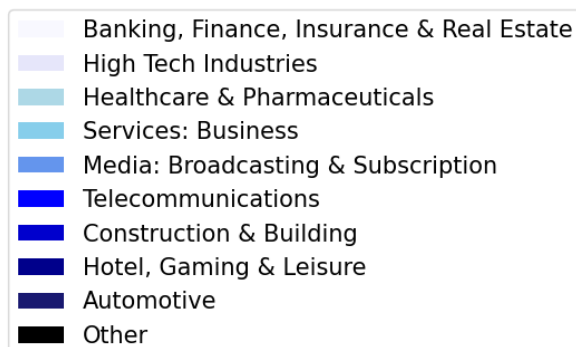 Banking, Finance, Insurance & Real Estate
High Tech Industries
Healthcare & Pharmaceuticals
Services: Business
Media: Broadcasting & Subscription
Telecommunications
Construction & Building
Hotel, Gaming & Leisure
Automotive
Other